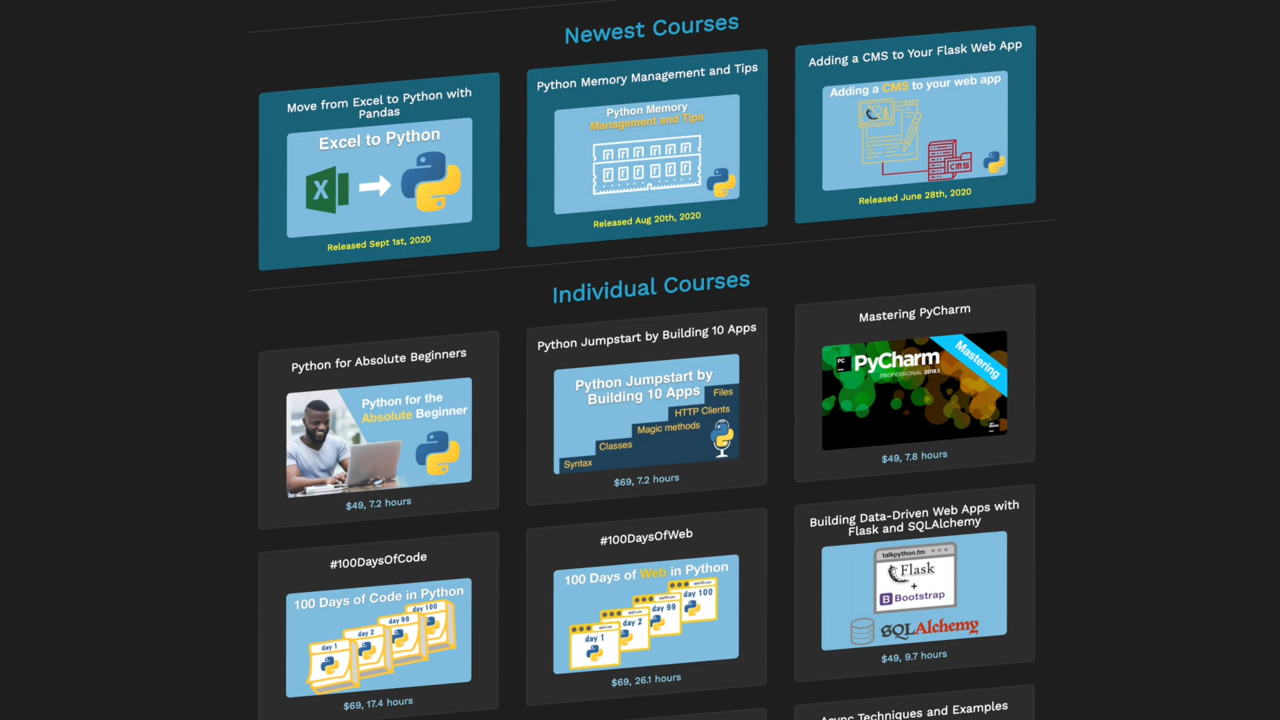 Newest Courses
Move from Excel to Python with
Pandas
Excel to Python
X
Released Sept 1st, 2020
Python Memory Management and Tips
Python Memory
Management and Tips
Released Aug 20th, 2020
Adding a CMS to Your Flask Web App
Adding a CMS to your web app
CMS
Released June 28th, 2020
Individual Courses
Python for Absolute Beginners
Python for the
Absolute Beginner
$49, 7.2 hours
Python Jumpstart by Building 10 Apps
Python Jumpstart by
Building 10 Apps
Files
HTTP Clients
Magic methods
Classes
Syntax
$69, 7.2 hours
Mastering PyCharm
PC
PyCharm
PROFESSIONAL 2019.1
Mastering
$49, 7.8 hours
#100DaysOfCode
100 Days of Code in Python
day 1
day 2
day 99
day 100
$69, 17.4 hours
#100DaysOfWeb
100 Days of Web in Python
day 1
day 2
day 99
day 100
$69, 26.1 hours
Building Data-Driven Web Apps with
Flask and SQLAlchemy
talkpython.fm
Flask
+
B Bootstrap
SQLAlchemy
$49, 9.7 hours
Async Techniques and Examples